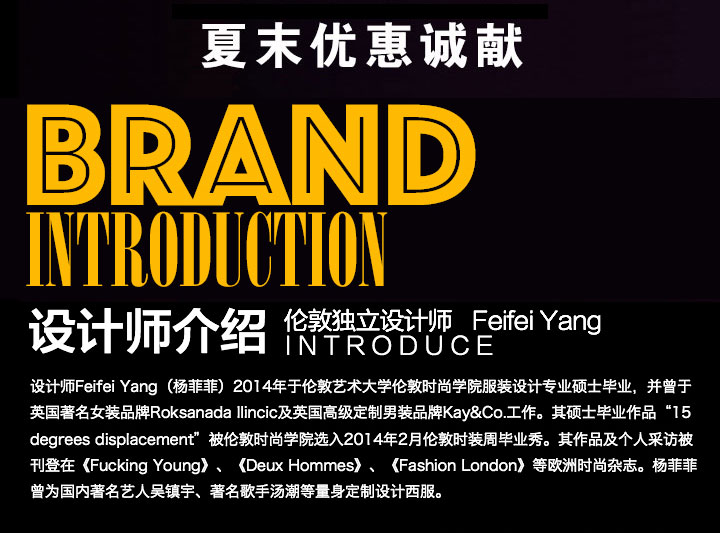 夏末优惠诚献
BRAND
INTRODUCTION
设计师介绍 伦敦独立设计师 Feifei Yang
INTRODUCE
设计师Feifei Yang（杨菲菲）2014年于伦敦艺术大学伦敦时尚学院服装设计专业硕士毕业，并曾于
英国著名女装品牌Roksanada Ilincic及英国高级定制男装品牌Kay&Co.工作。其硕士毕业作品“15
degrees displacement”被伦敦时尚学院选入2014年2月伦敦时装周毕业秀。其作品及个人采访被
刊登在《Fucking Young》、《Deux Hommes》、《Fashion London》等欧洲时尚杂志。杨菲菲
曾为国内著名艺人吴镇宇、著名歌手汤潮等量身定制设计西服。